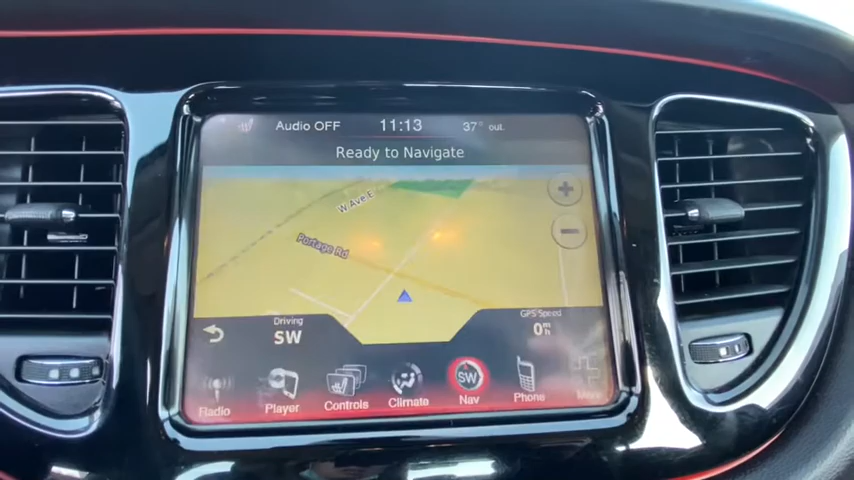 Audio OFF 11:13 37° out.
Ready to Navigate
W Ave E
Portage Rd
Driving
SW
GPS Speed
0 mh
Radio Player Controls Climate SW Nav Phone More